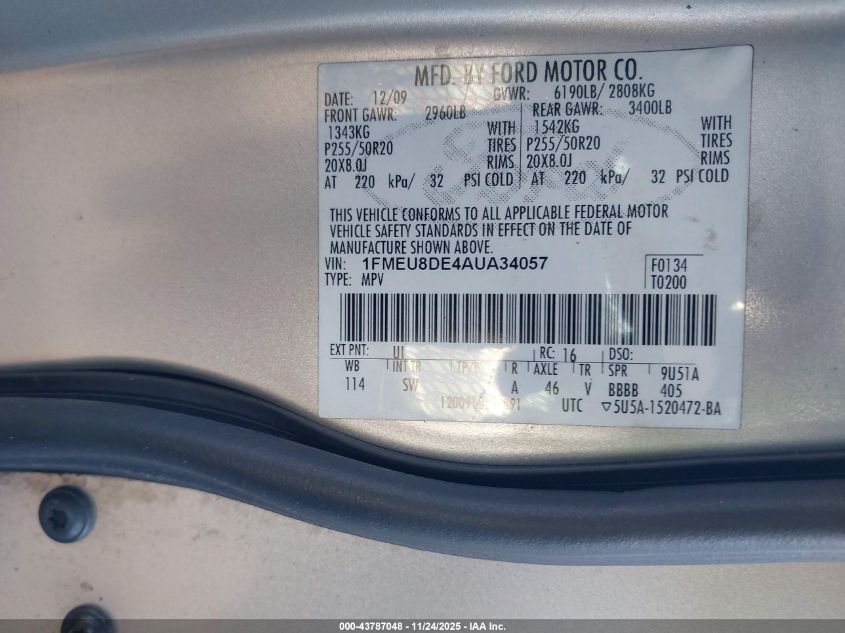 MFD. BY FORD MOTOR CO.
DATE: 12/09 GVWR: 6190LB/ 2808KG
FRONT GAWR: 2960LB REAR GAWR: 3400LB
1343KG WITH 1542KG WITH
P255/50R20 TIRES P255/50R20 TIRES
20X8.0J RIMS 20X8.0J RIMS
AT 220 kPa/ 32 PSI COLD AT 220 kPa/ 32 PSI COLD
THIS VEHICLE CONFORMS TO ALL APPLICABLE FEDERAL MOTOR
VEHICLE SAFETY STANDARDS IN EFFECT ON THE DATE OF
MANUFACTURE SHOWN ABOVE.
VIN: 1FMEU8DE4AUA34057 F0134
TYPE: MPV T0200
EXT PNT: UI RC: 16 DSO:
WB INT TR R AXLE TR SPR 9U51A
114 SW A 46 V BBBB 405
UTC ▽5U5A-1520472-BA
000-43787048 - 11/24/2025 - IAA Inc.